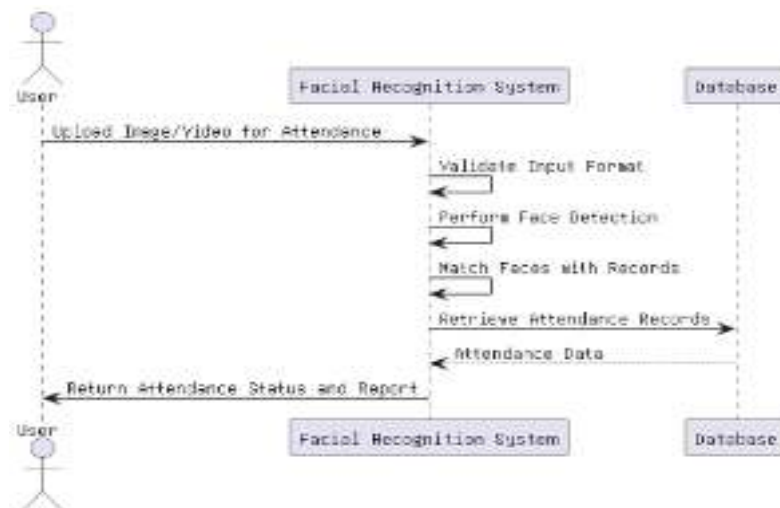 User
Facial Recognition System
Database
Upload Image/Video for Attendance
Validate Input Format
Perform Face Detection
Match Faces with Records
Retrieve Attendance Records
Attendance Data
Return Attendance Status and Report
User
Facial Recognition System
Database